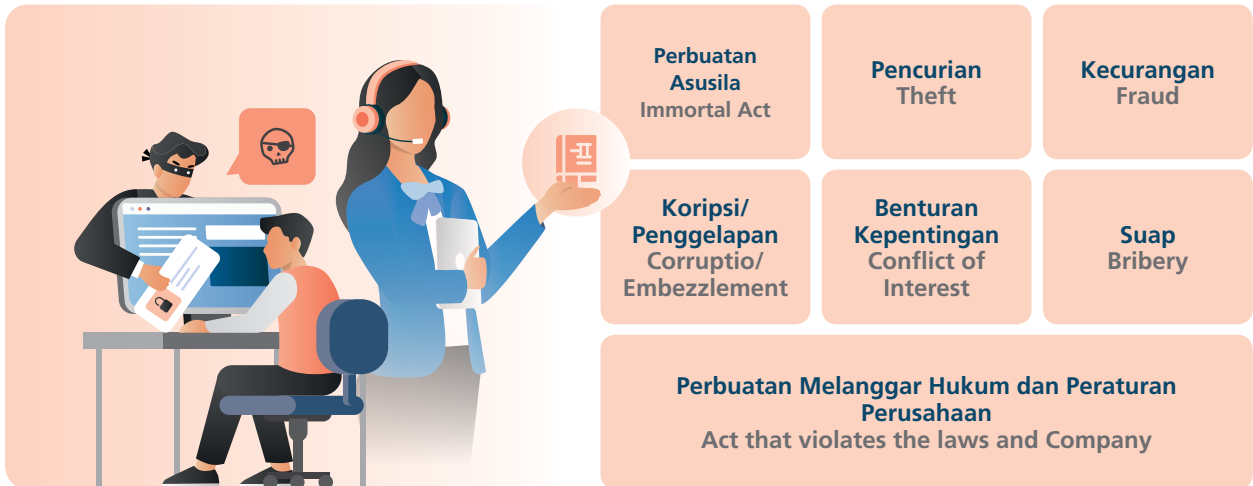 Perbuatan
Asusila
Immortal Act
Pencurian
Theft
Kecurangan
Fraud
Koripsi/
Penggelapan
Corruptio/
Embezzlement
Benturan
Kepentingan
Conflict of
Interest
Suap
Bribery
Perbuatan Melanggar Hukum dan Peraturan
Perusahaan
Act that violates the laws and Company